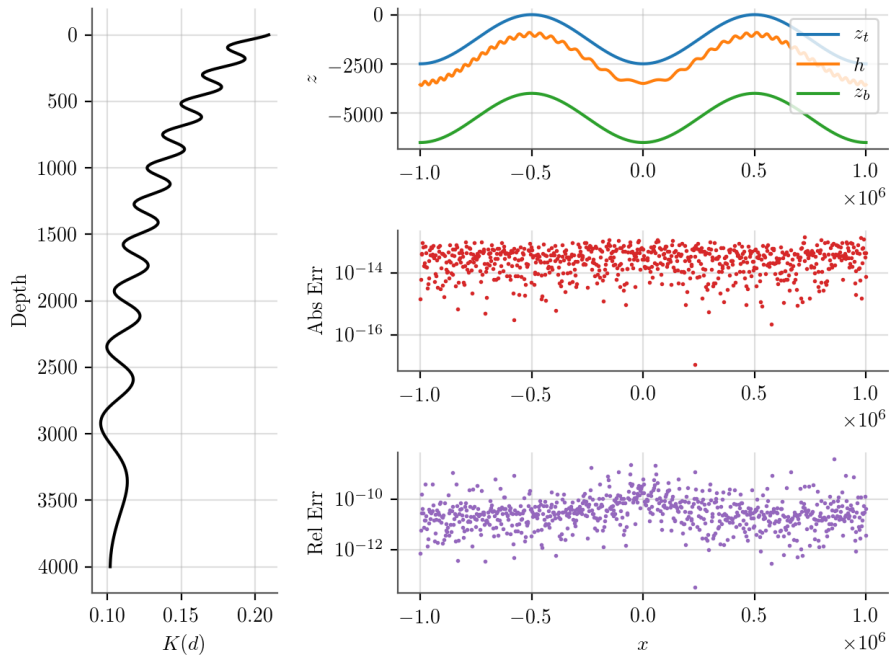 0
500
1000
1500
2000
2500
3000
3500
4000
Depth
0.10 0.15 0.20
K(d)
0
−2500
−5000
z
z_t
h
z_b
−1.0 −0.5 0.0 0.5 1.0
×10^6
10^−14
10^−16
Abs Err
−1.0 −0.5 0.0 0.5 1.0
×10^6
10^−10
10^−12
Rel Err
−1.0 −0.5 0.0 0.5 1.0
×10^6
x